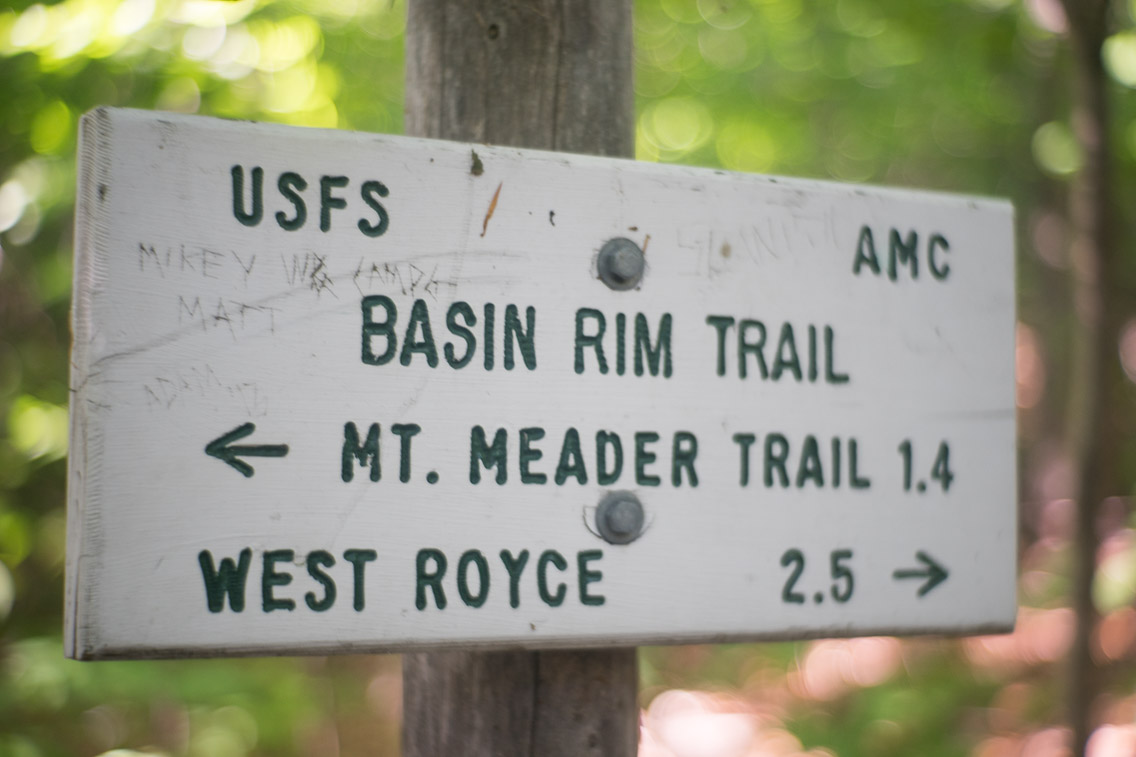 USFS AMC
MIKEY
MATT
BASIN RIM TRAIL
← MT. MEADER TRAIL 1.4
WEST ROYCE 2.5 →